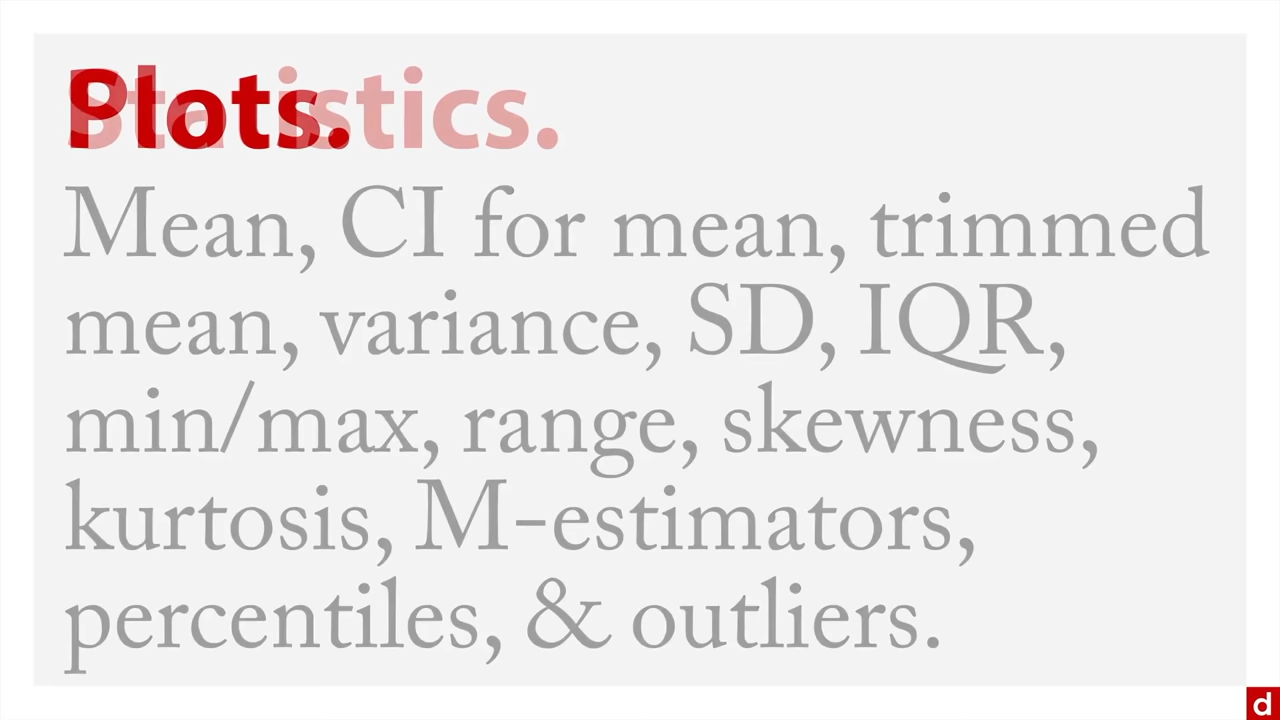 Plots.
Statistics.
Mean, CI for mean, trimmed
mean, variance, SD, IQR,
min/max, range, skewness,
kurtosis, M-estimators,
percentiles, & outliers.
d